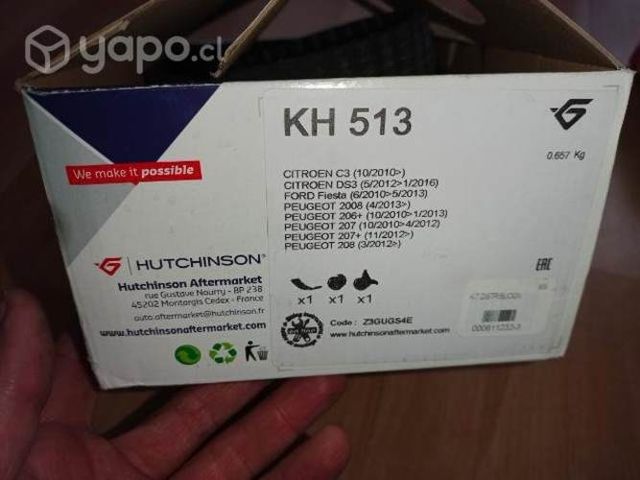 yapo.cl
KH 513
0.657 Kg
We make it possible
CITROEN C3 (10/2010>)
CITROEN DS3 (5/2012>1/2016)
FORD Fiesta (6/2010>5/2013)
PEUGEOT 2008 (4/2013>)
PEUGEOT 206+ (10/2010>1/2013)
PEUGEOT 207 (10/2010>4/2012)
PEUGEOT 207+ (11/2012>)
PEUGEOT 208 (3/2012>)
HUTCHINSON®
Hutchinson Aftermarket
rue Gustave Nourry - BP 238
45202 Montargis Cedex - France
auto.aftermarket@hutchinson.fr
www.hutchinsonaftermarket.com
EAC
x1 x1 x1
Code : Z3GUGS4E
www.hutchinsonaftermarket.com